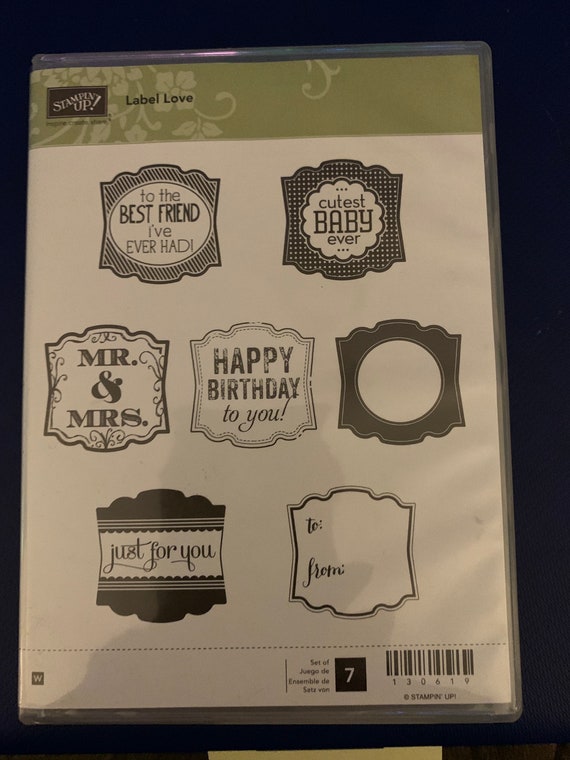 STAMPIN' UP!
inspire. create. share.
Label Love
to the
BEST FRIEND
i've
EVER HAD!
cutest
BABY
ever
MR.
&
MRS.
HAPPY
BIRTHDAY
to you!
just for you
to:
from:
W
Set of
Juego de
Ensemble de
Satz von
7
130619
© STAMPIN' UP!